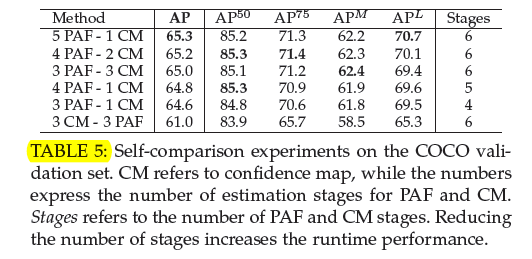 Method AP AP50 AP75 APM APL Stages
5 PAF - 1 CM 65.3 85.2 71.3 62.2 70.7 6
4 PAF - 2 CM 65.2 85.3 71.4 62.3 70.1 6
3 PAF - 3 CM 65.0 85.1 71.2 62.4 69.4 6
4 PAF - 1 CM 64.8 85.3 70.9 61.9 69.6 5
3 PAF - 1 CM 64.6 84.8 70.6 61.8 69.5 4
3 CM - 3 PAF 61.0 83.9 65.7 58.5 65.3 6
TABLE 5: Self-comparison experiments on the COCO vali-
dation set. CM refers to confidence map, while the numbers
express the number of estimation stages for PAF and CM.
Stages refers to the number of PAF and CM stages. Reducing
the number of stages increases the runtime performance.